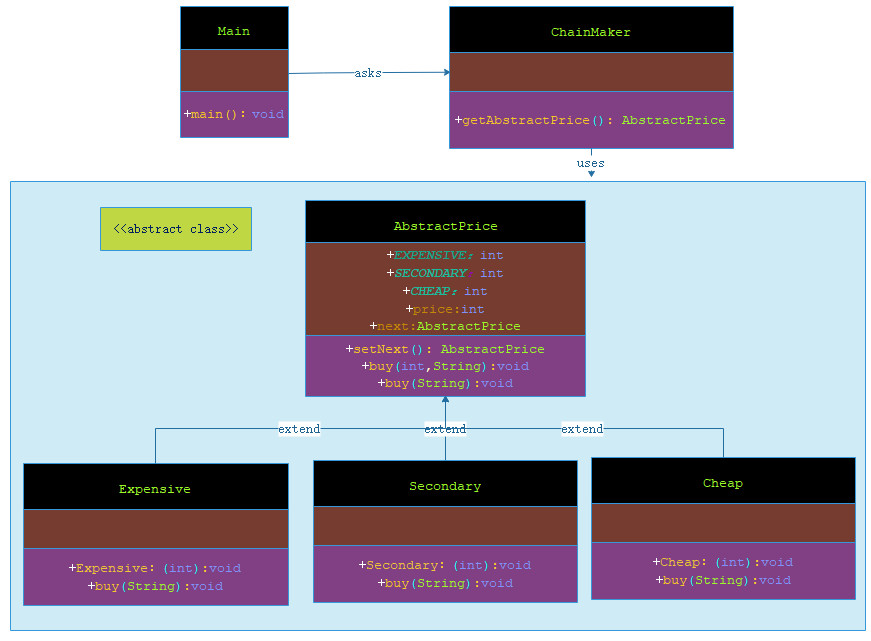 Main
+main(): void
asks
ChainMaker
+getAbstractPrice(): AbstractPrice
uses
<<abstract class>>
AbstractPrice
+EXPENSIVE: int
+SECONDARY int
+CHEAP: int
+price:int
+next:AbstractPrice
+setNext(): AbstractPrice
+buy(int,String):void
+buy(String):void
extend
extend
extend
Expensive
+Expensive: (int):void
+buy(String):void
Secondary
+Secondary: (int):void
+buy(String):void
Cheap
+Cheap: (int):void
+buy(String):void